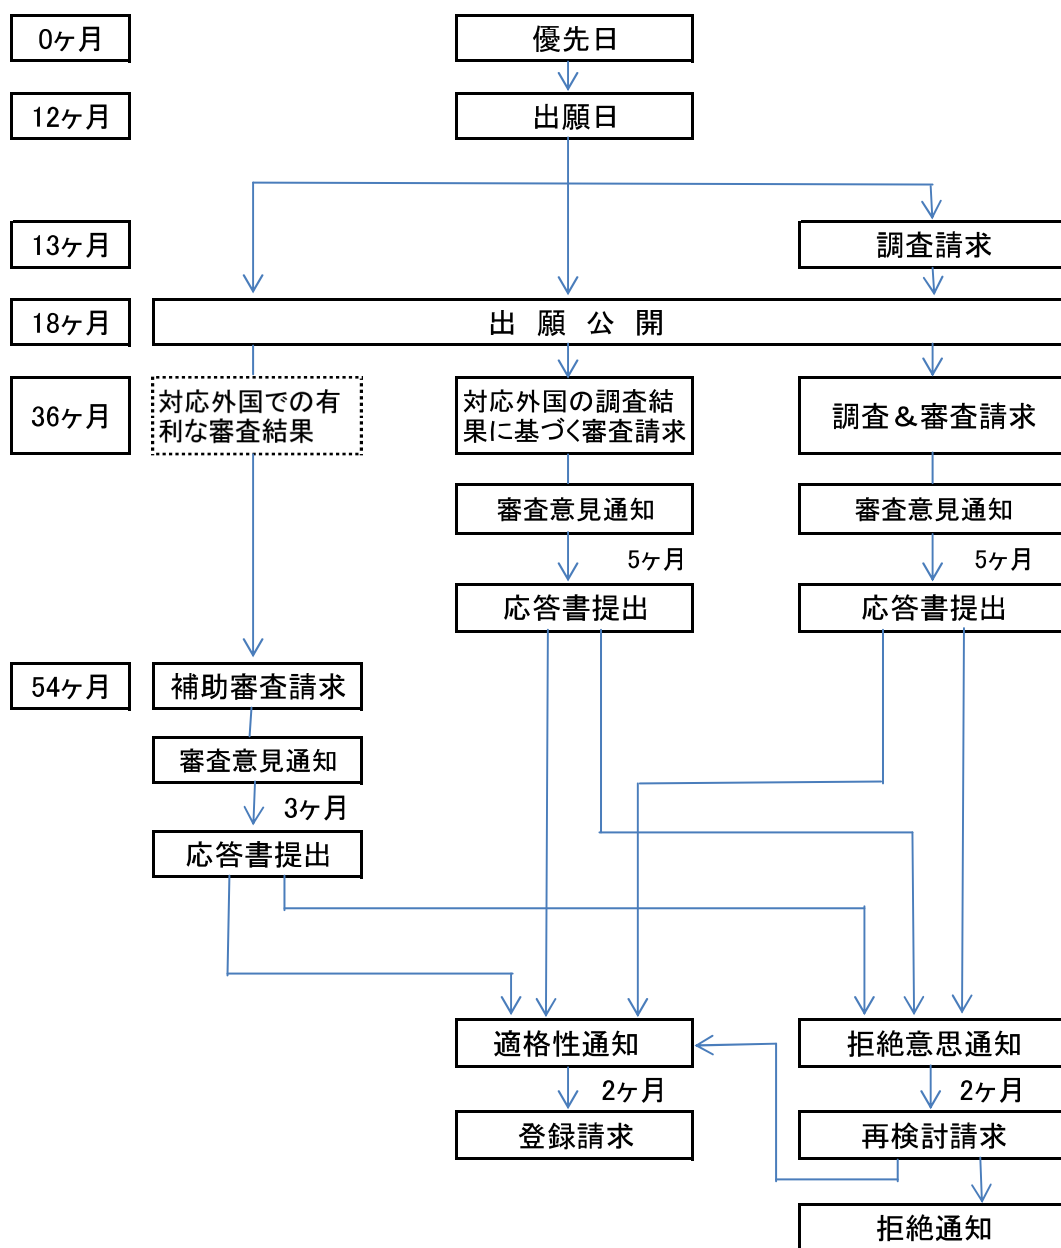 0ヶ月
優先日
12ヶ月
出願日
13ヶ月
調査請求
18ヶ月
出願公開
36ヶ月
対応外国での有
利な審査結果
対応外国の調査結
果に基づく審査請求
調査＆審査請求
審査意見通知
審査意見通知
5ヶ月
5ヶ月
応答書提出
応答書提出
54ヶ月
補助審査請求
審査意見通知
3ヶ月
応答書提出
適格性通知
拒絶意思通知
2ヶ月
2ヶ月
登録請求
再検討請求
拒絶通知